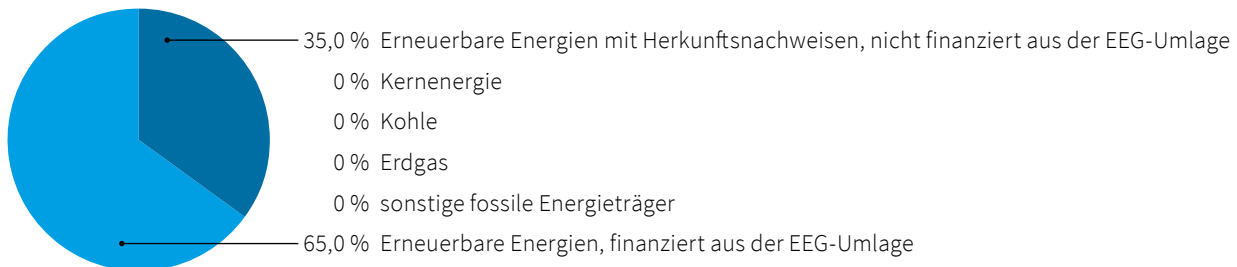 35,0 % Erneuerbare Energien mit Herkunftsnachweisen, nicht finanziert aus der EEG-Umlage
0 % Kernenergie
0 % Kohle
0 % Erdgas
0 % sonstige fossile Energieträger
65,0 % Erneuerbare Energien, finanziert aus der EEG-Umlage